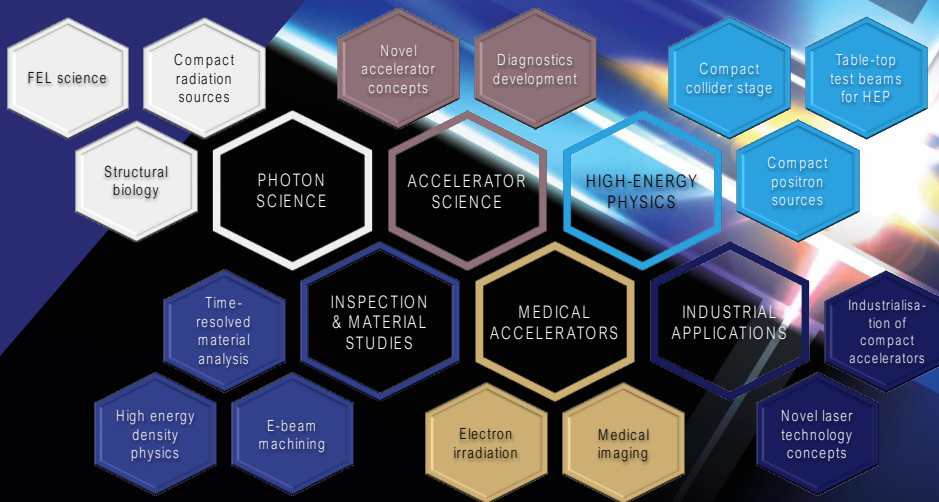 FEL science
Compact
radiation
sources
Structural
biology
PHOTON
SCIENCE
Novel
accelerator
concepts
Diagnostics
development
ACCELERATOR
SCIENCE
Compact
collider stage
Table-top
test beams
for HEP
Compact
positron
sources
HIGH-ENERGY
PHYSICS
Time-
resolved
material
analysis
INSPECTION
& MATERIAL
STUDIES
High energy
density
physics
E-beam
machining
MEDICAL
ACCELERATORS
Electron
irradiation
Medical
imaging
INDUSTRIAL
APPLICATIONS
Industrialisa-
tion of
compact
accelerators
Novel laser
technology
concepts